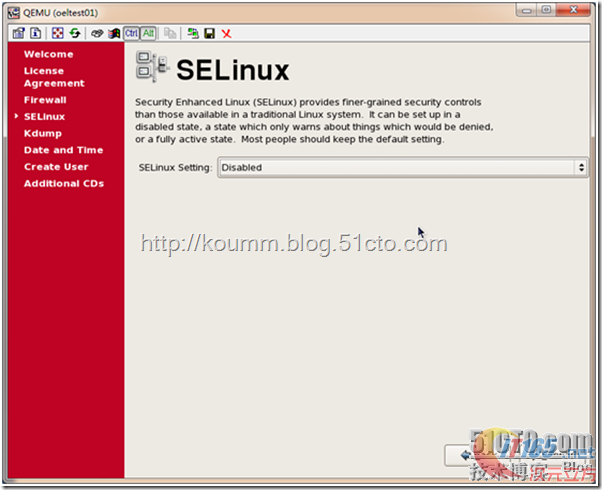 QEMU (oeltest01)
Ctrl Alt
Welcome
License
Agreement
Firewall
SELinux
Kdump
Date and Time
Create User
Additional CDs
SELinux
Security Enhanced Linux (SELinux) provides finer-grained security controls
than those available in a traditional Linux system. It can be set up in a
disabled state, a state which only warns about things which would be denied,
or a fully active state. Most people should keep the default setting.
SELinux Setting: Disabled
http://koumm.blog.51cto.com
51CTO.com
技术博客 Blog